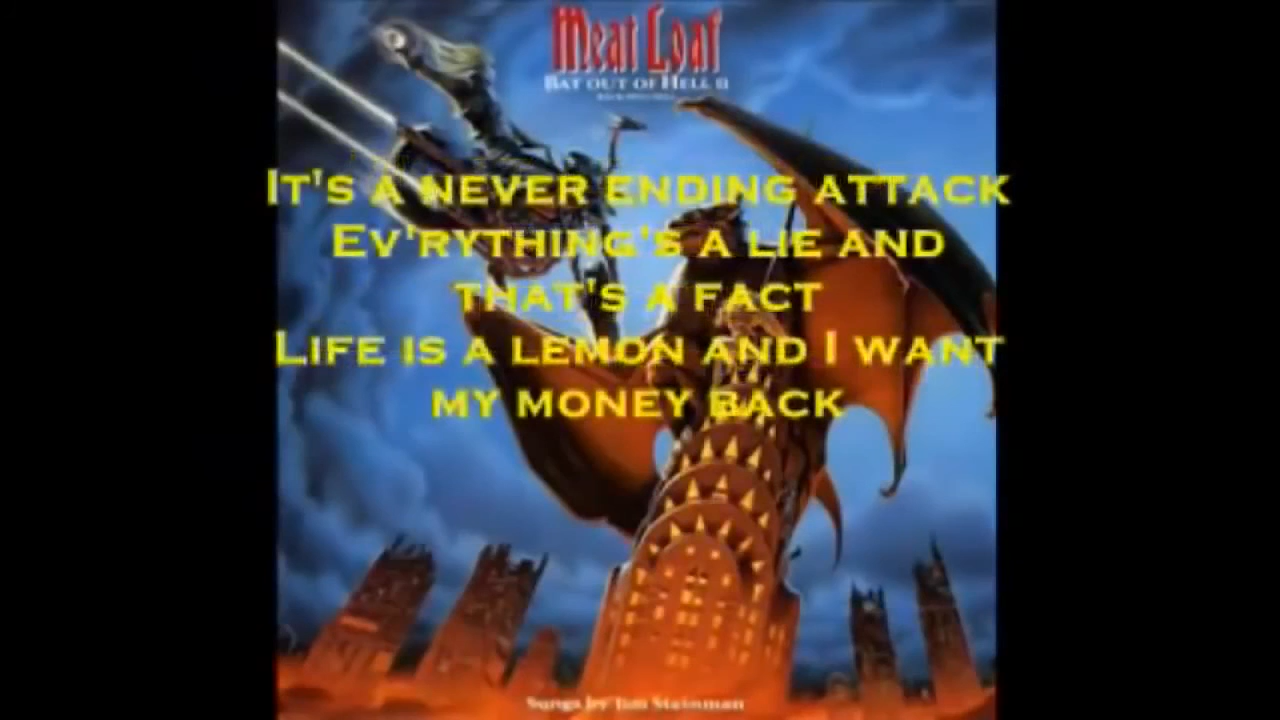 Meat Loaf
BAT OUT OF HELL II
IT'S A NEVER ENDING ATTACK
EV'RYTHING'S A LIE AND
THAT'S A FACT
LIFE IS A LEMON AND I WANT
MY MONEY BACK
Songs by Jim Steinman